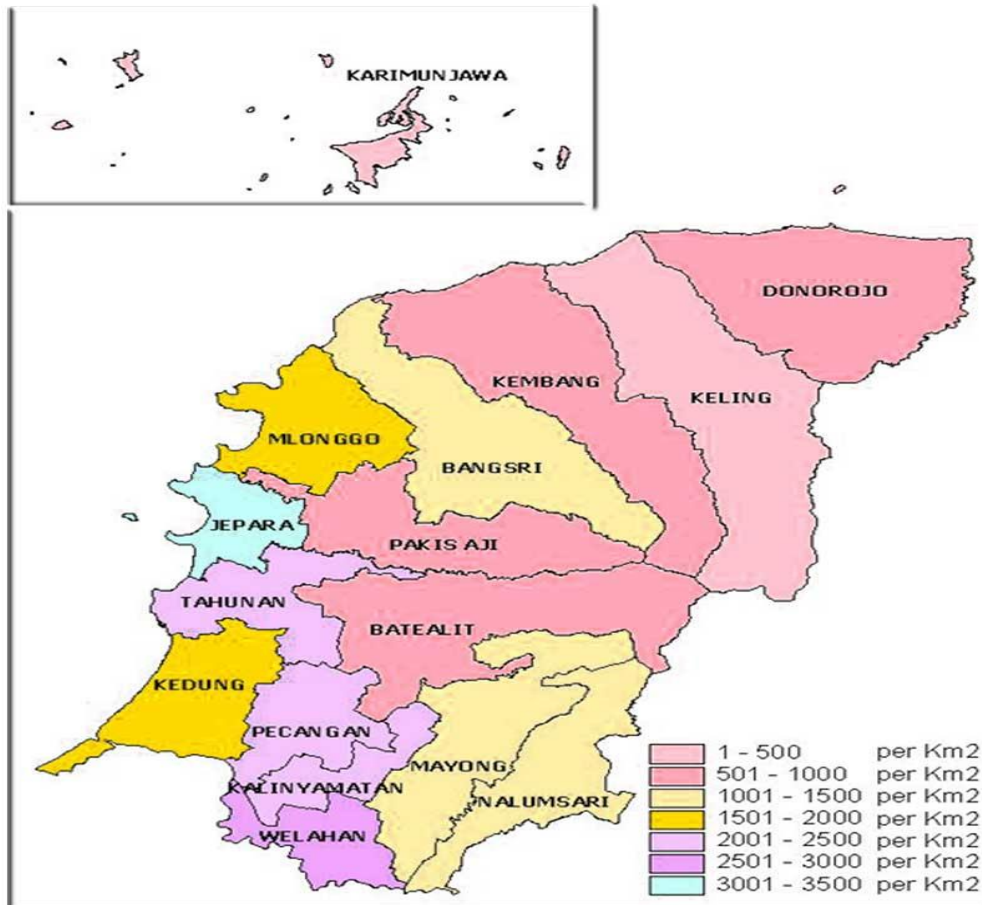 KARIMUNJAWA
DONOROJO
KEMBANG
KELING
MLONGGO
BANGSRI
JEPARA
PAKIS AJI
TAHUNAN
BATEALIT
KEDUNG
PECANGAN
MAYONG
KALINYAMATAN
NALUMSARI
WELAHAN
1 - 500 per Km2
501 - 1000 per Km2
1001 - 1500 per Km2
1501 - 2000 per Km2
2001 - 2500 per Km2
2501 - 3000 per Km2
3001 - 3500 per Km2